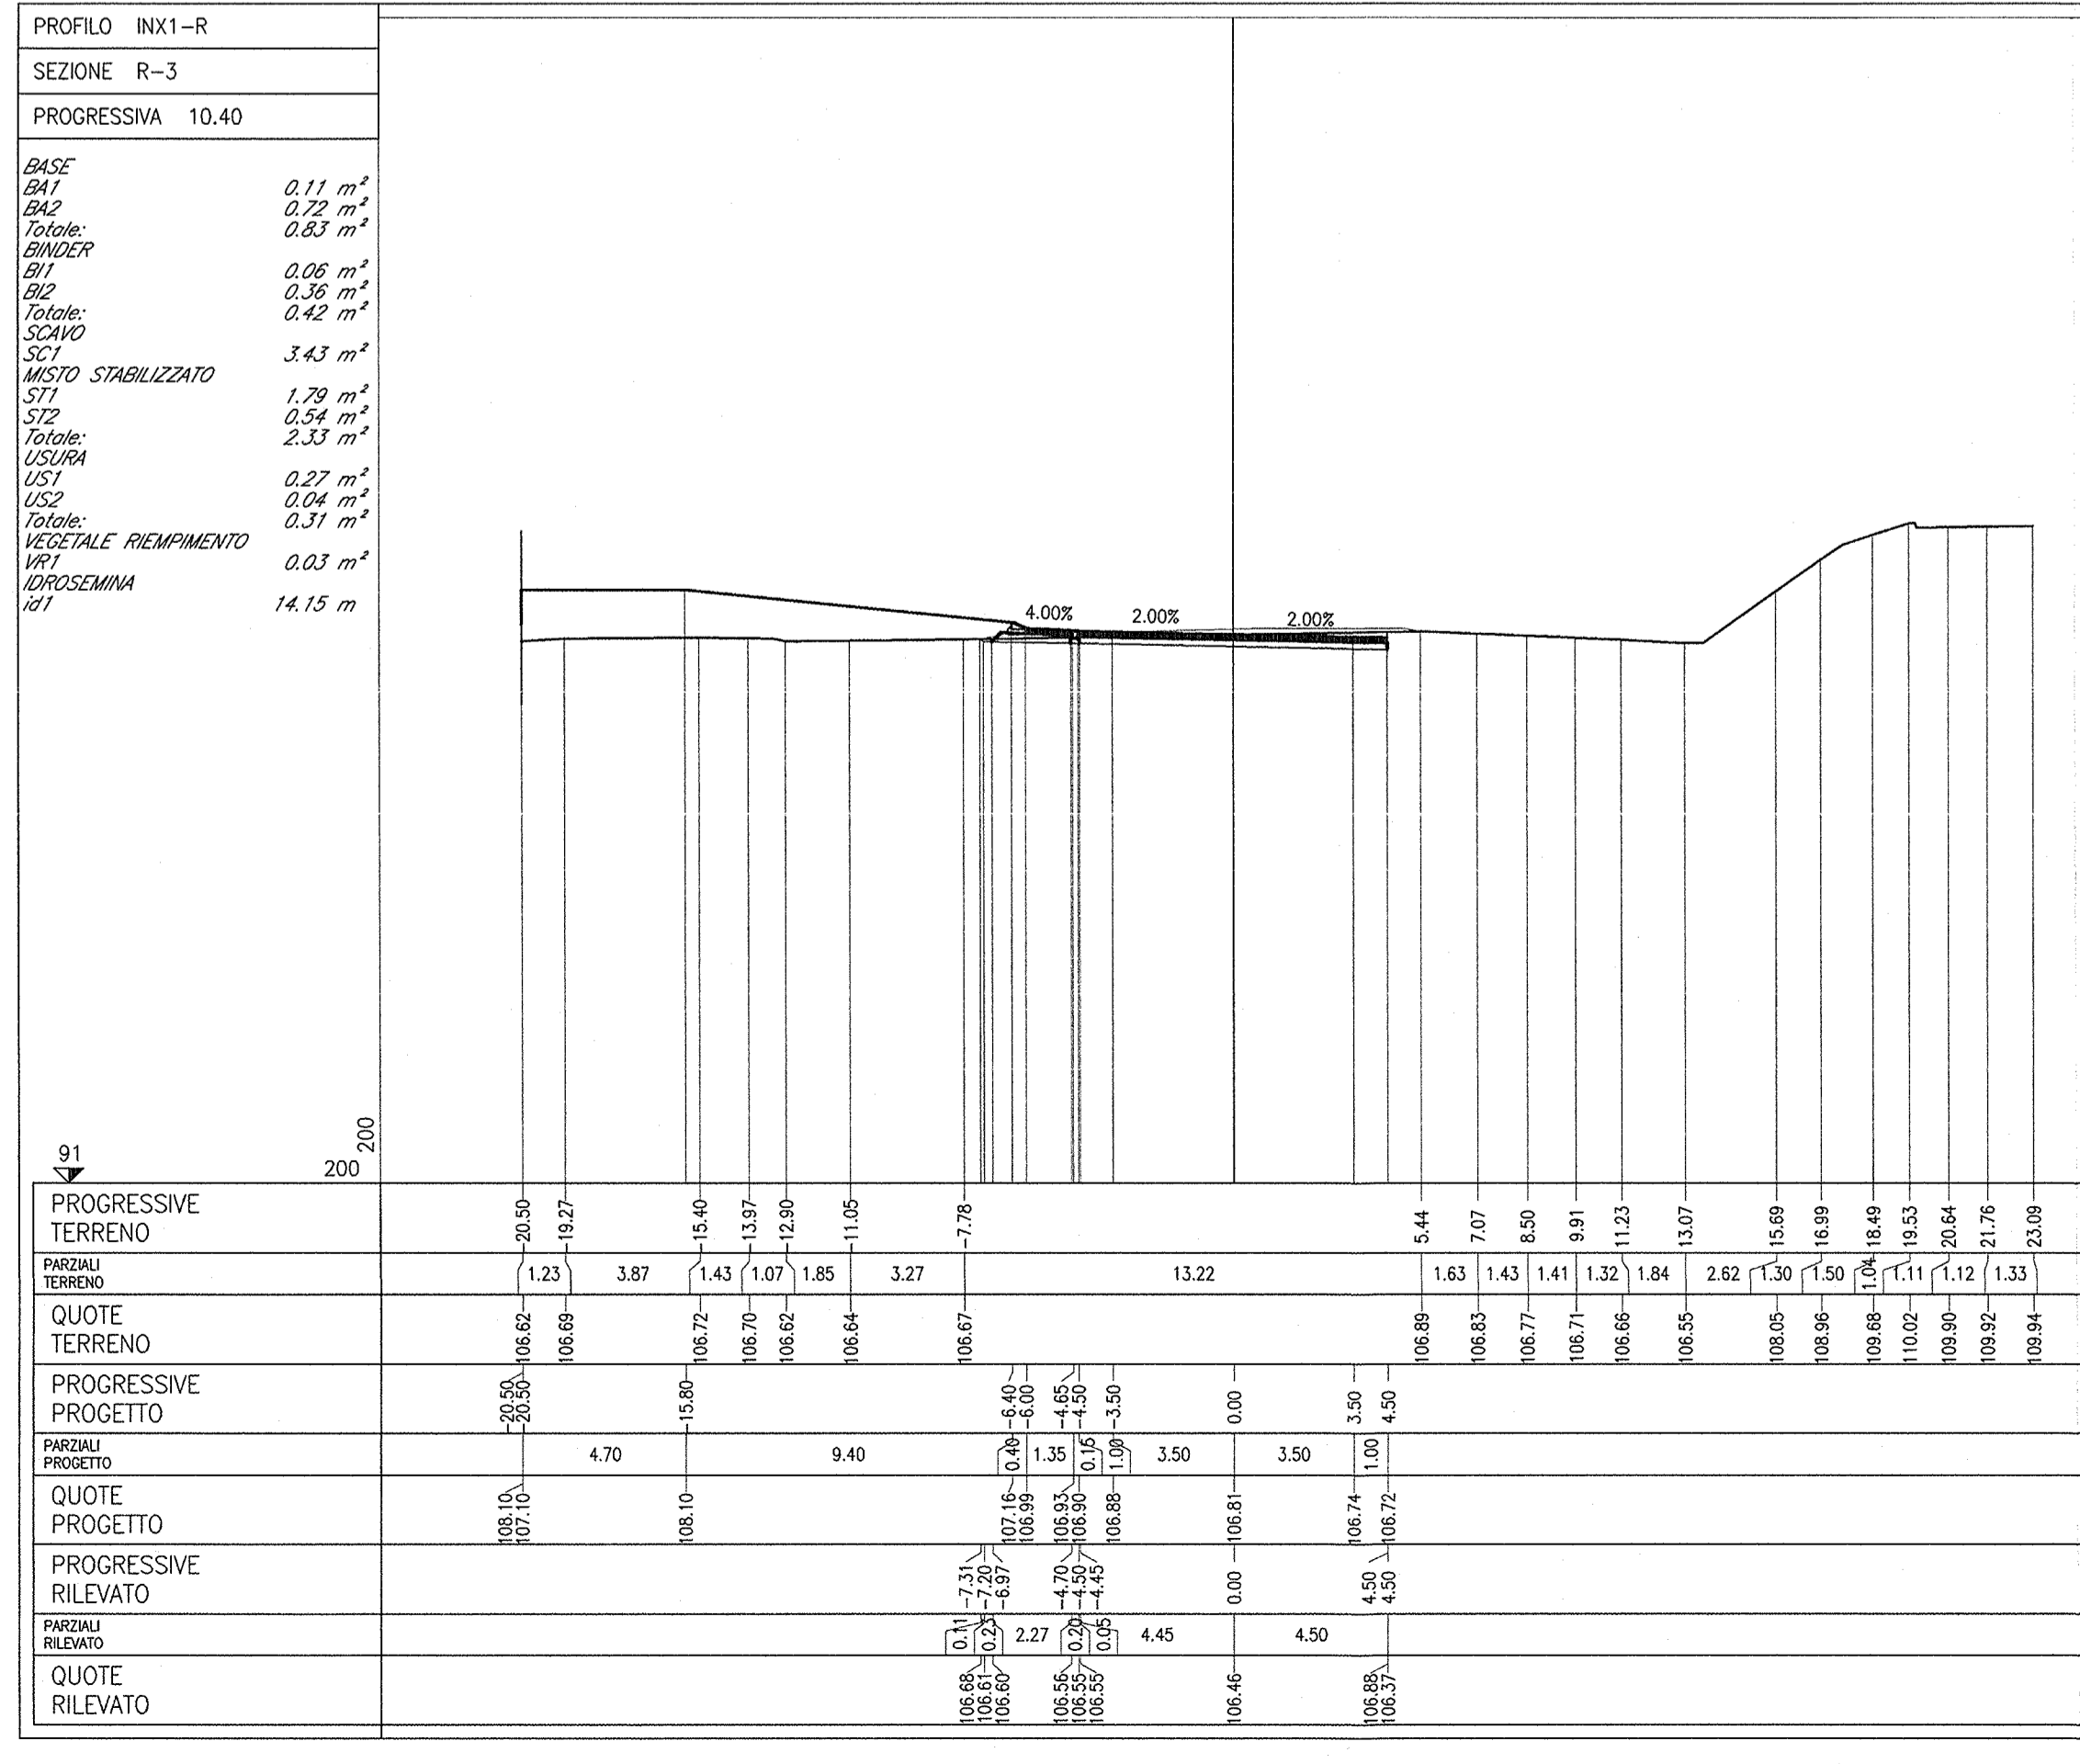 PROFILO INX1-R
SEZIONE R-3
PROGRESSIVA 10.40
BASE
BA1 0.11 m²
BA2 0.72 m²
Totale: 0.83 m²
BINDER
BI1 0.06 m²
BI2 0.36 m²
Totale: 0.42 m²
SCAVO
SC1 3.43 m²
MISTO STABILIZZATO
ST1 1.79 m²
ST2 0.54 m²
Totale: 2.33 m²
USURA
US1 0.27 m²
US2 0.04 m²
Totale: 0.31 m²
VEGETALE RIEMPIMENTO
VR1 0.03 m²
IDROSEMINA
id1 14.15 m
4.00% 2.00% 2.00%
91
200
200
PROGRESSIVE
TERRENO
-20.50 -19.27 -15.40 -13.97 -12.90 -11.05 -7.78 5.44 7.07 8.50 9.91 11.23 13.07 15.69 16.99 18.49 19.53 20.64 21.76 23.09
PARZIALI
TERRENO
1.23 3.87 1.43 1.07 1.85 3.27 13.22 1.63 1.43 1.41 1.32 1.84 2.62 1.30 1.50 1.04 1.11 1.12 1.33
QUOTE
TERRENO
106.62 106.69 106.72 106.70 106.62 106.64 106.67 106.89 106.83 106.77 106.71 106.66 106.55 108.05 108.96 109.68 110.02 109.90 109.92 109.94
PROGRESSIVE
PROGETTO
-20.50 -20.50 -15.80 -6.40 -6.00 -4.65 -4.50 -3.50 0.00 3.50 4.50
PARZIALI
PROGETTO
4.70 9.40 0.40 1.35 0.15 1.00 3.50 3.50 1.00
QUOTE
PROGETTO
108.10 107.10 108.10 107.16 106.99 106.93 106.90 106.88 106.81 106.74 106.72
PROGRESSIVE
RILEVATO
-7.31 -7.20 -6.97 -4.70 -4.50 -4.45 0.00 4.50 4.50
PARZIALI
RILEVATO
0.11 0.23 2.27 0.20 0.05 4.45 4.50
QUOTE
RILEVATO
106.68 106.61 106.60 106.56 106.55 106.55 106.46 106.88 106.37